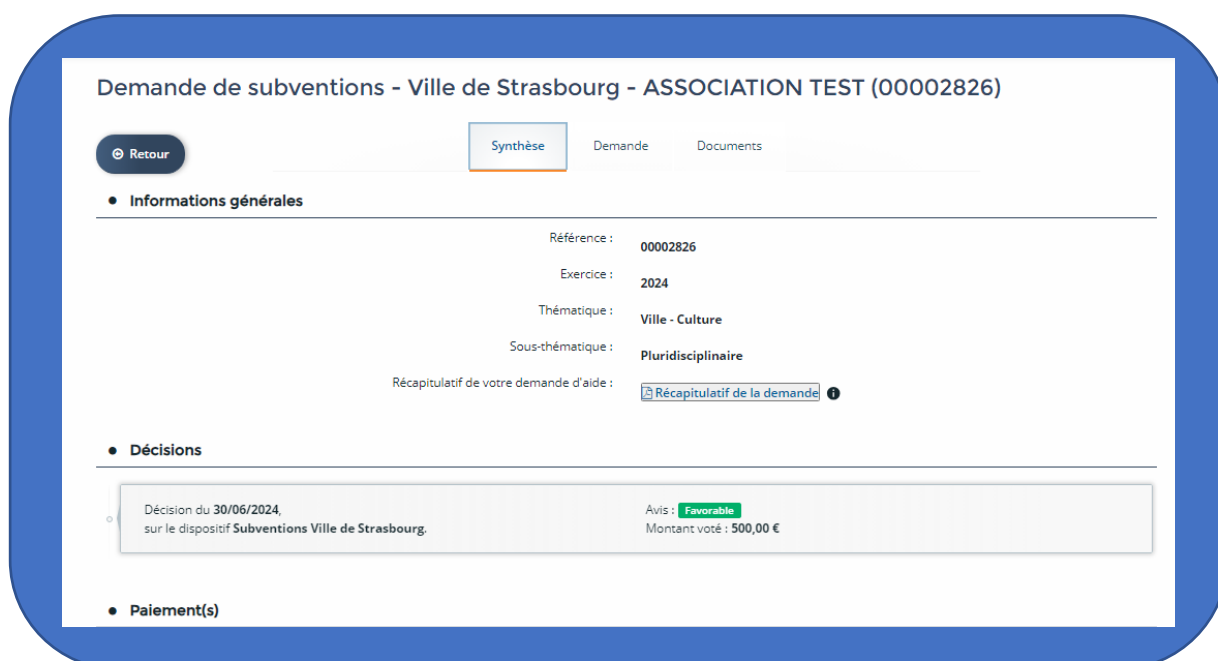 Demande de subventions - Ville de Strasbourg - ASSOCIATION TEST (00002826)
Retour
Synthèse Demande Documents
Informations générales
Référence : 00002826
Exercice : 2024
Thématique : Ville - Culture
Sous-thématique : Pluridisciplinaire
Récapitulatif de votre demande d'aide : Récapitulatif de la demande
Décisions
Décision du 30/06/2024, Avis : Favorable
sur le dispositif Subventions Ville de Strasbourg. Montant voté : 500,00 €
Paiement(s)